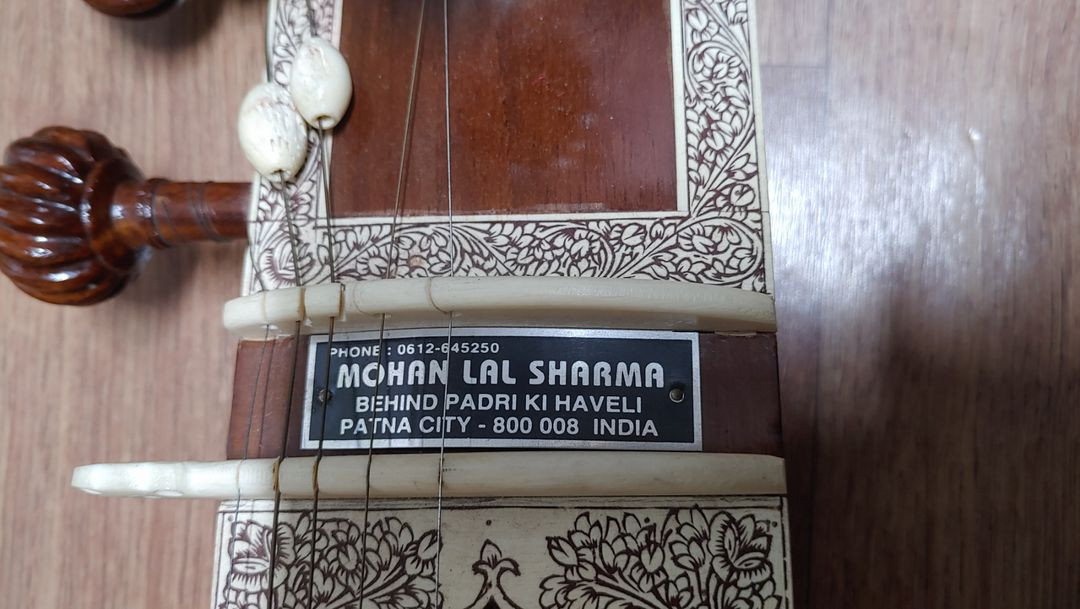 PHONE : 0612-645250
MOHAN LAL SHARMA
BEHIND PADRI KI HAVELI
PATNA CITY - 800 008 INDIA